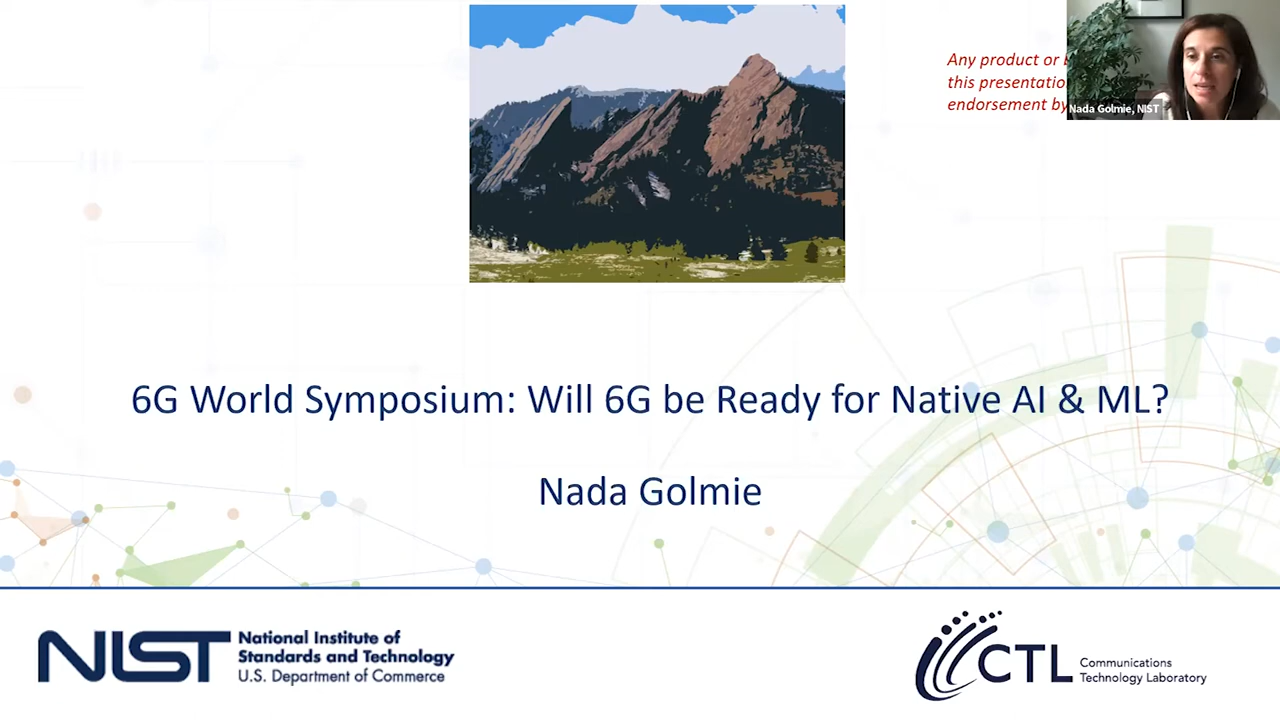 Any product or
this presentatio
endorsement by
Nada Golmie, NIST
6G World Symposium: Will 6G be Ready for Native AI & ML?
Nada Golmie
NIST
National Institute of
Standards and Technology
U.S. Department of Commerce
CTL
Communications
Technology Laboratory